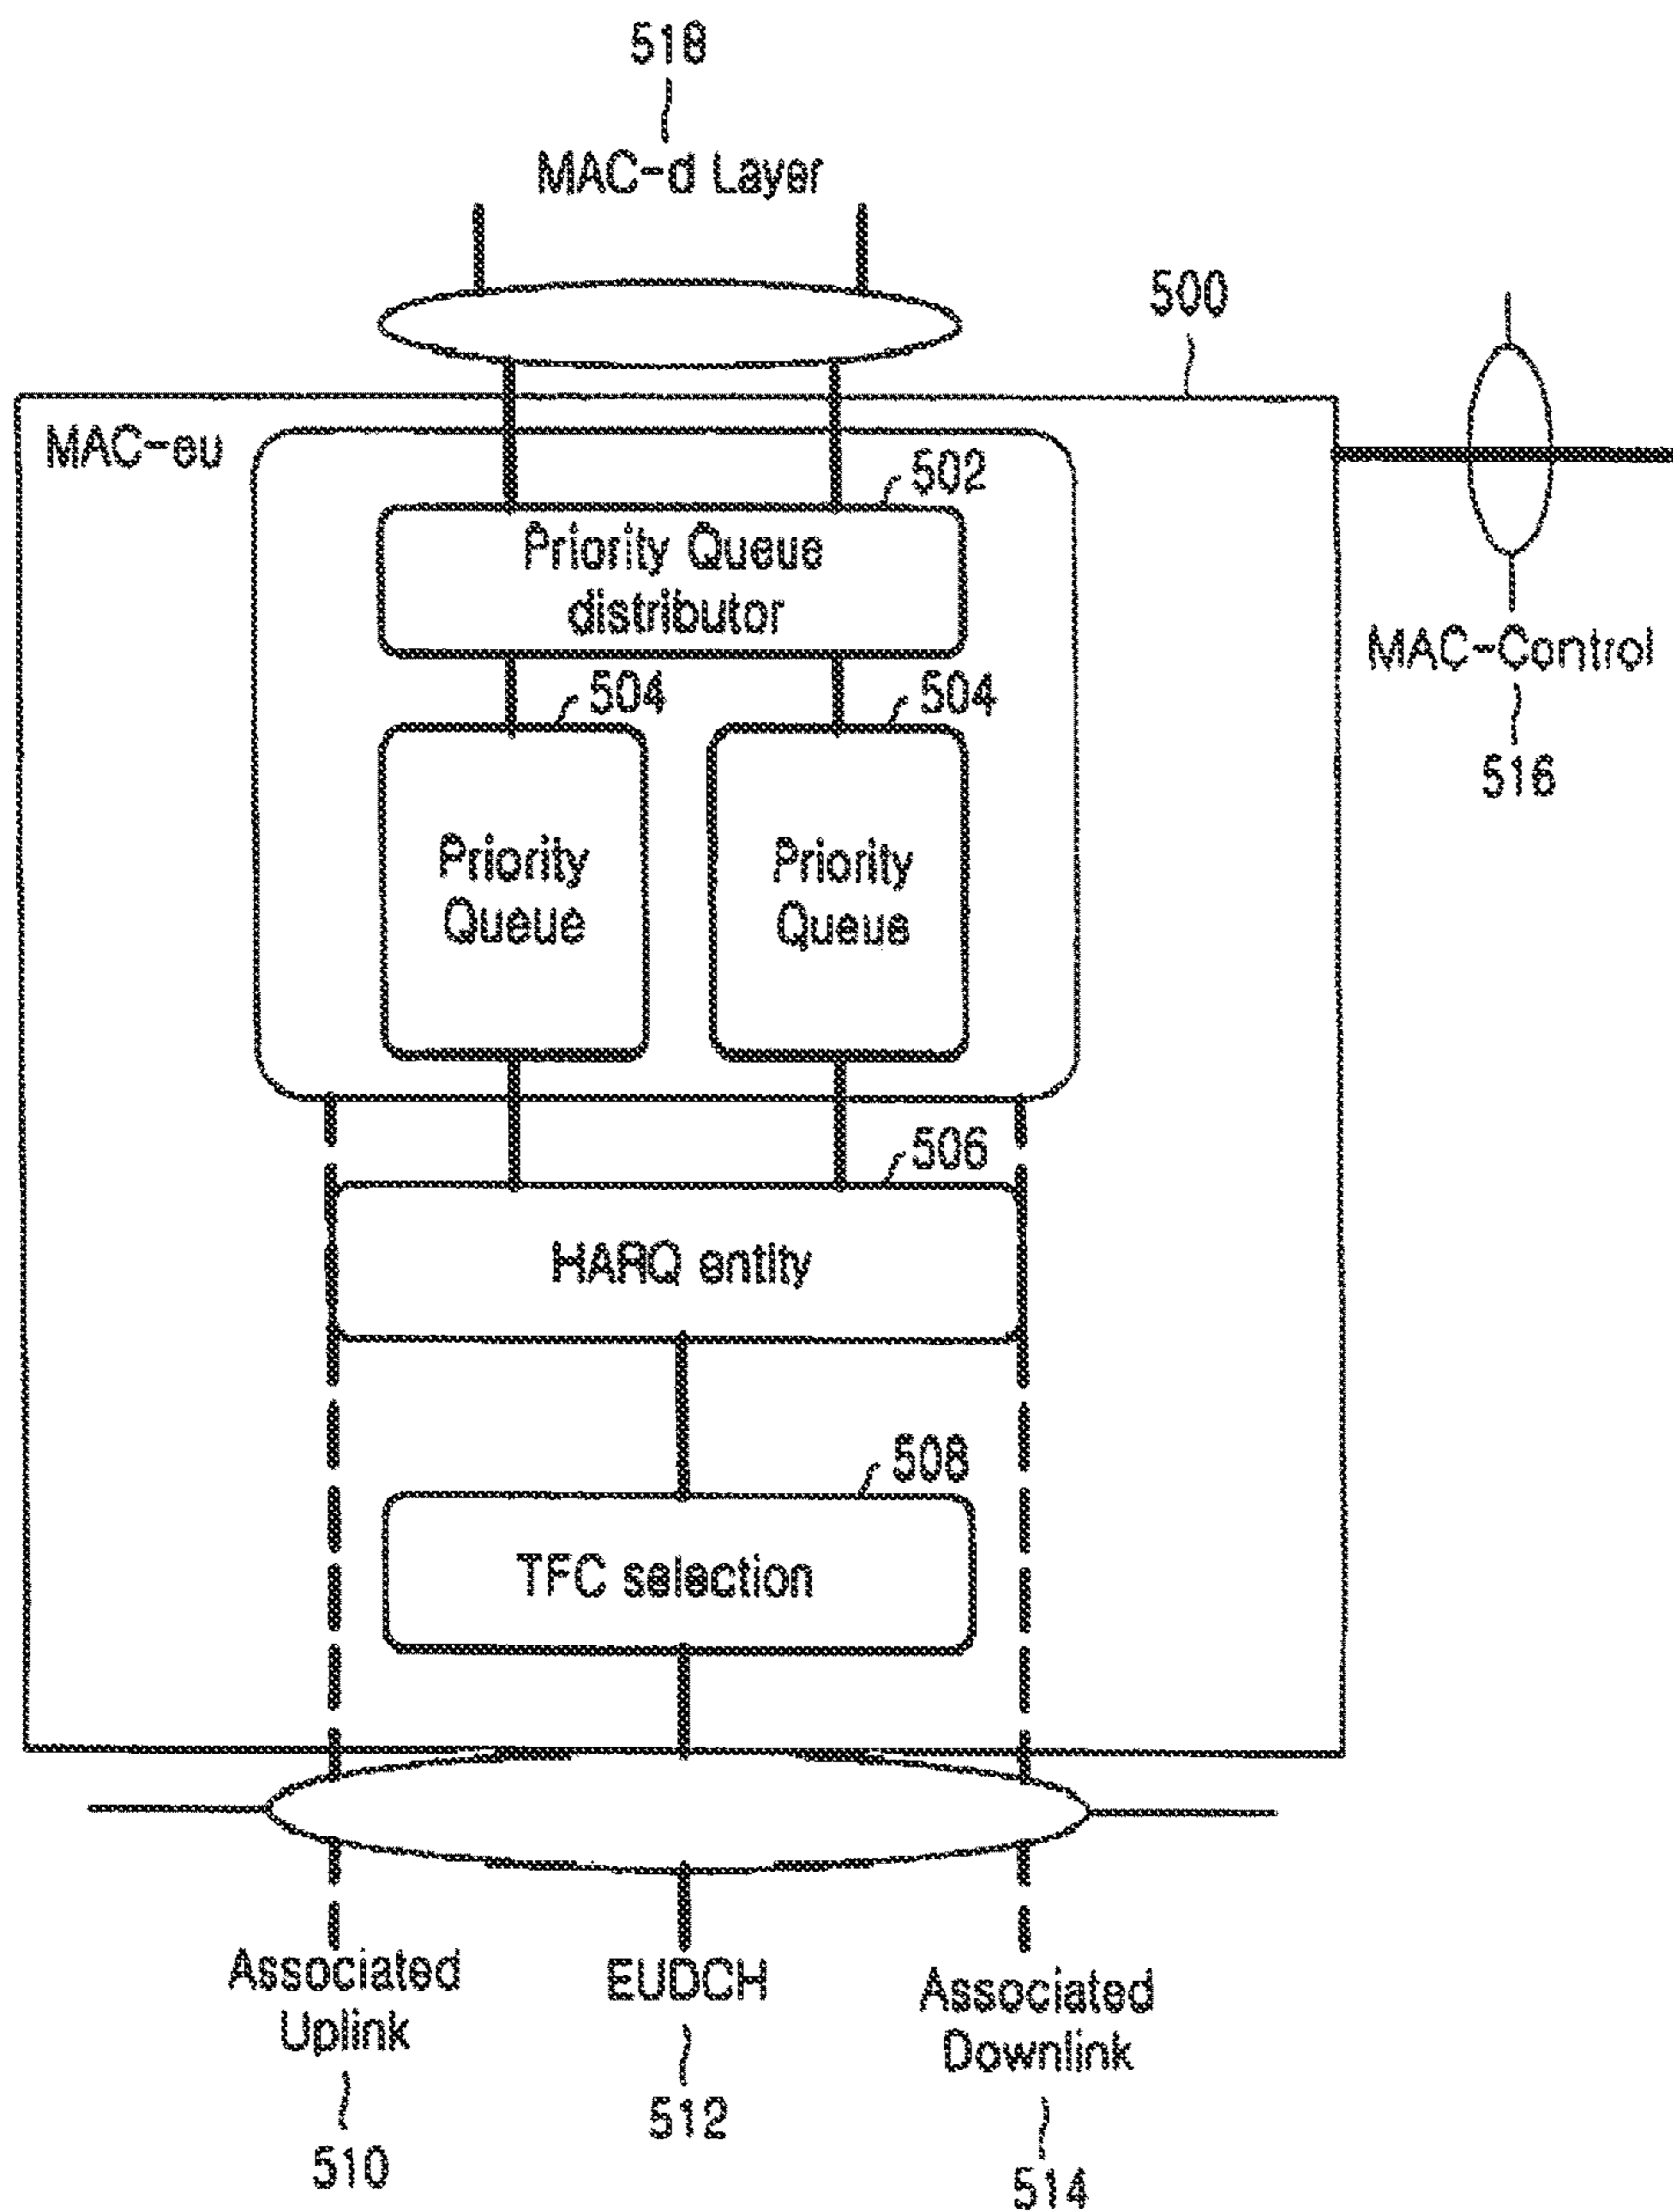 518
MAC-d Layer
500
MAC-eu
502
Priority Queue
distributor
504
504
MAC-Control
516
Priority
Queue
Priority
Queue
506
HARQ entity
508
TFC selection
Associated
Uplink
EUDCH
Associated
Downlink
512
510
514